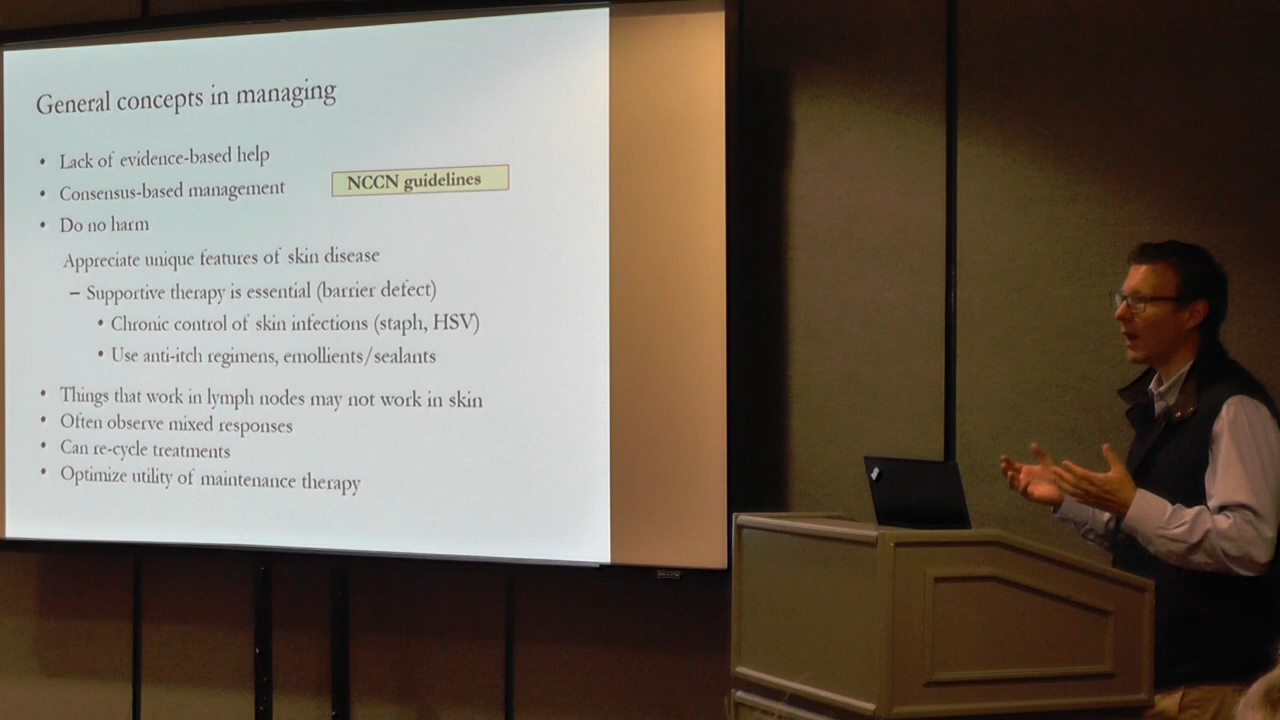 General concepts in managing
• Lack of evidence-based help
• Consensus-based management
NCCN guidelines
• Do no harm
Appreciate unique features of skin disease
– Supportive therapy is essential (barrier defect)
• Chronic control of skin infections (staph, HSV)
• Use anti-itch regimens, emollients/sealants
• Things that work in lymph nodes may not work in skin
• Often observe mixed responses
• Can re-cycle treatments
• Optimize utility of maintenance therapy